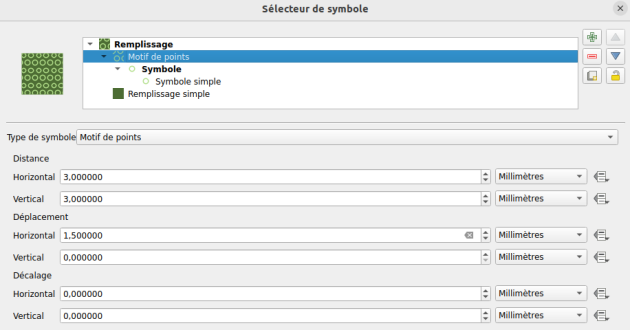 Sélecteur de symbole
Remplissage
Motif de points
Symbole
Symbole simple
Remplissage simple
Type de symbole Motif de points
Distance
Horizontal 3,000000 Millimètres
Vertical 3,000000 Millimètres
Déplacement
Horizontal 1,500000 Millimètres
Vertical 0,000000 Millimètres
Décalage
Horizontal 0,000000 Millimètres
Vertical 0,000000 Millimètres